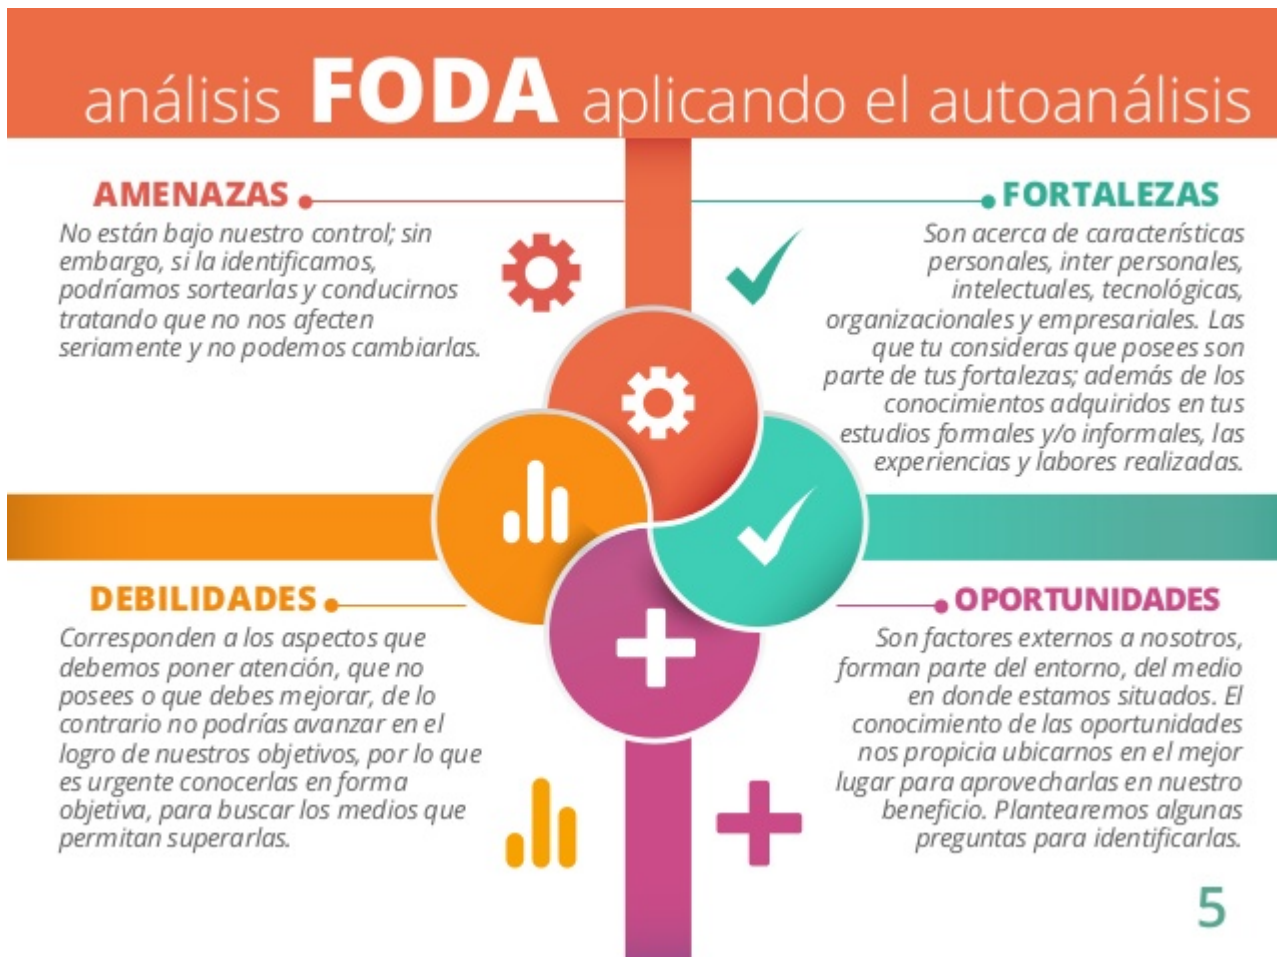 análisis FODA aplicando el autoanálisis
AMENAZAS
No están bajo nuestro control; sin
embargo, si la identificamos,
podríamos sortearlas y conducirnos
tratando que no nos afecten
seriamente y no podemos cambiarlas.
FORTALEZAS
Son acerca de características
personales, inter personales,
intelectuales, tecnológicas,
organizacionales y empresariales. Las
que tu consideras que posees son
parte de tus fortalezas; además de los
conocimientos adquiridos en tus
estudios formales y/o informales, las
experiencias y labores realizadas.
DEBILIDADES
Corresponden a los aspectos que
debemos poner atención, que no
posees o que debes mejorar, de lo
contrario no podrías avanzar en el
logro de nuestros objetivos, por lo que
es urgente conocerlas en forma
objetiva, para buscar los medios que
permitan superarlas.
OPORTUNIDADES
Son factores externos a nosotros,
forman parte del entorno, del medio
en donde estamos situados. El
conocimiento de las oportunidades
nos propicia ubicarnos en el mejor
lugar para aprovecharlas en nuestro
beneficio. Plantearemos algunas
preguntas para identificarlas.
5